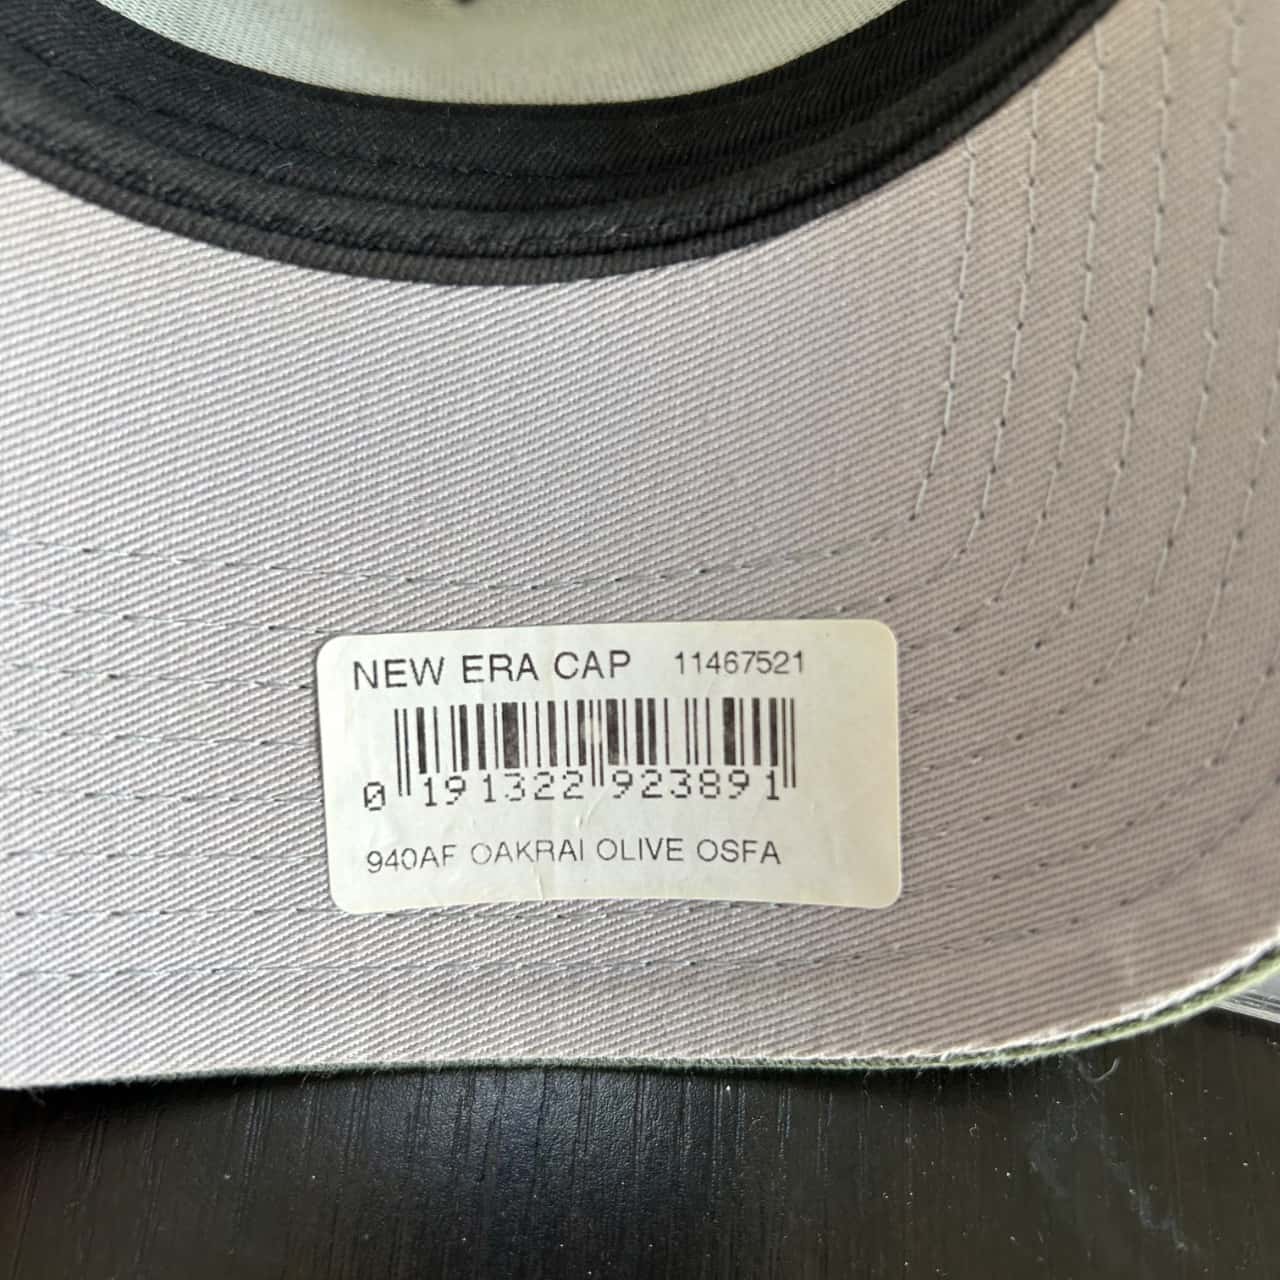 NEW ERA CAP 11467521
0 191322 923891
940AF OAKRAI OLIVE OSFA